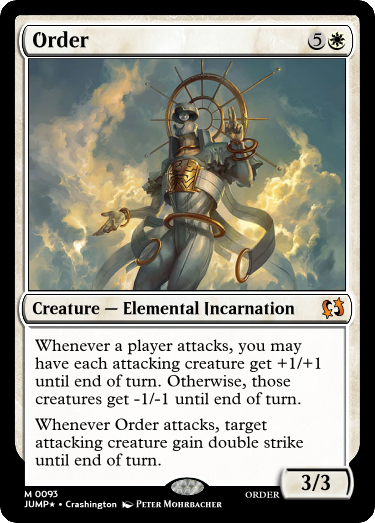 Order 5
Creature — Elemental Incarnation
Whenever a player attacks, you may
have each attacking creature get +1/+1
until end of turn. Otherwise, those
creatures get -1/-1 until end of turn.
Whenever Order attacks, target
attacking creature gain double strike
until end of turn.
3/3
M 0093
JUMP★ • Crashington Peter Mohrbacher
ORDER